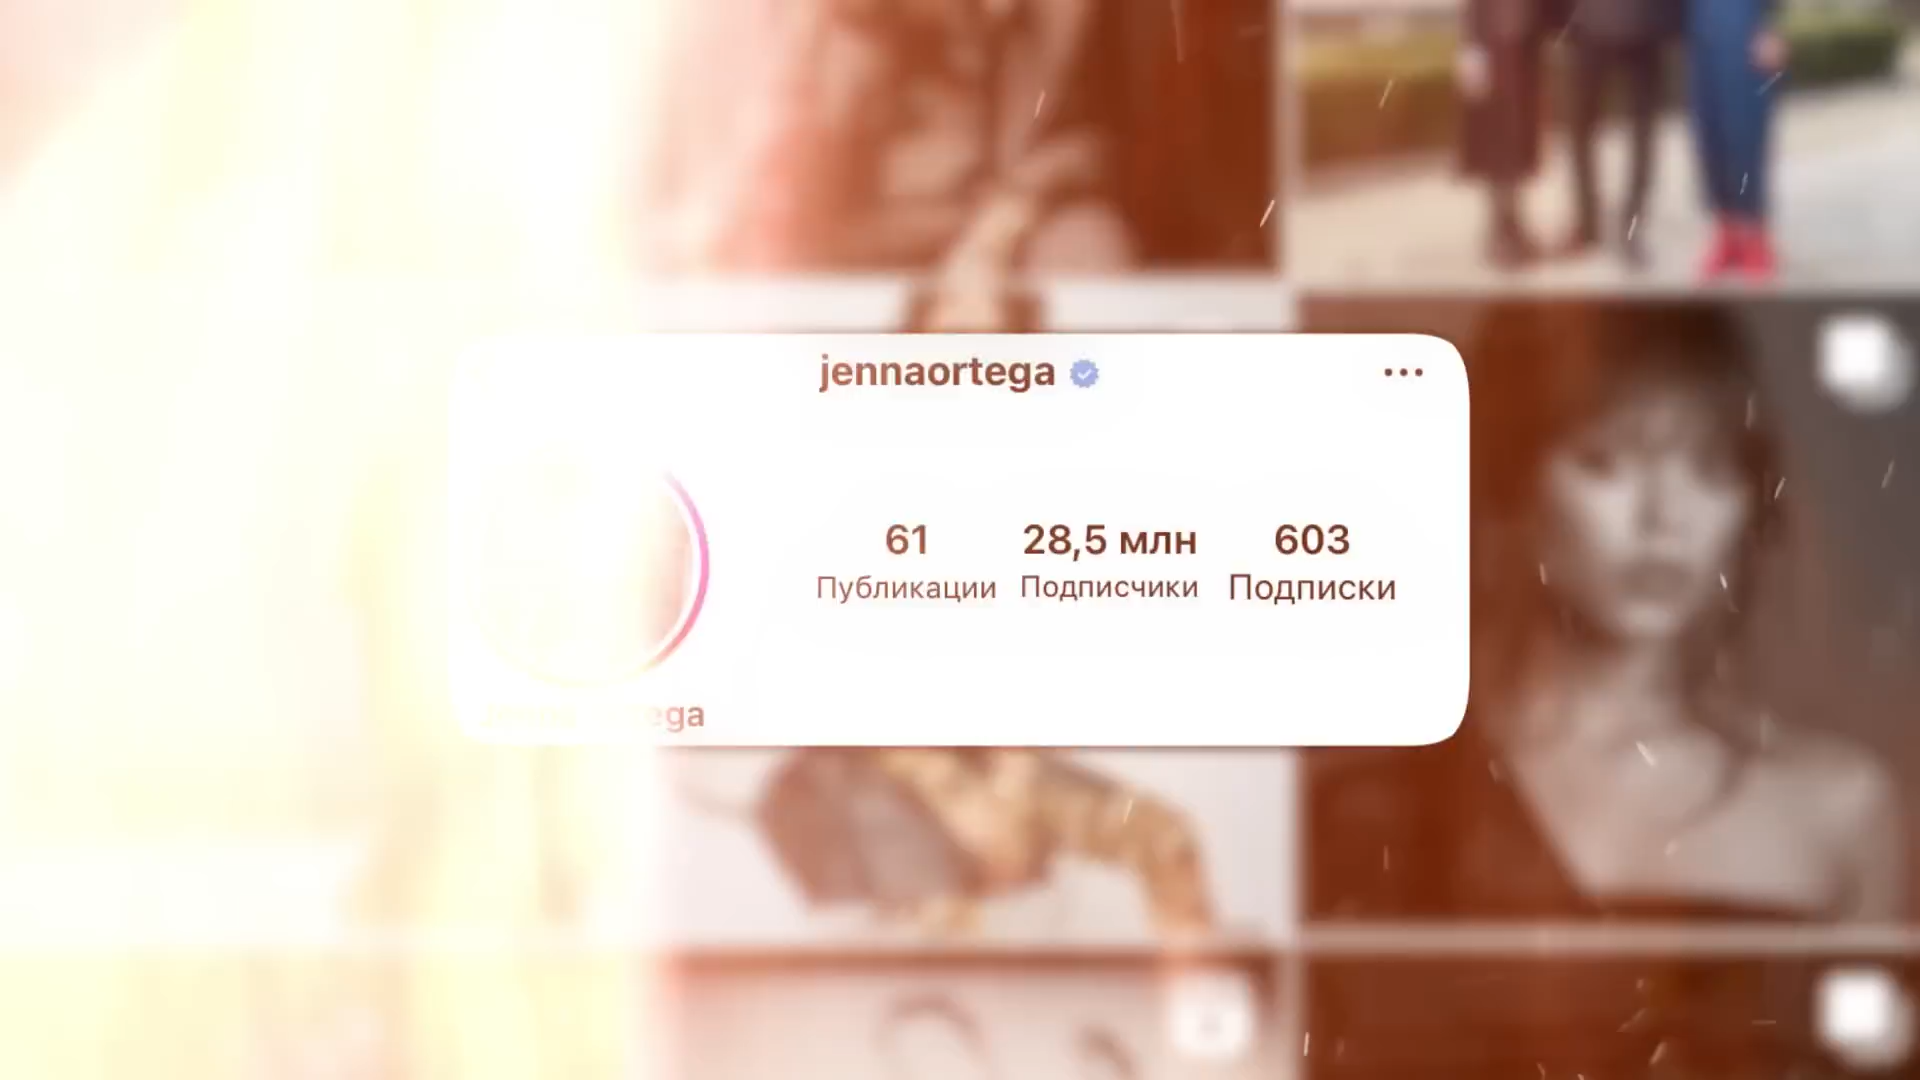 jennaortega
61 28,5 млн 603
Публикации Подписчики Подписки